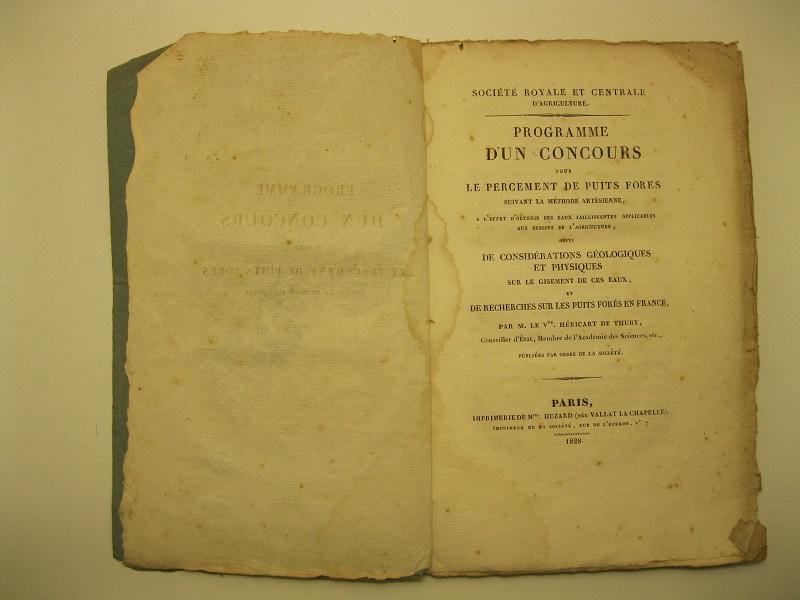 SOCIÉTÉ ROYALE ET CENTRALE
D'AGRICULTURE.
PROGRAMME
D'UN CONCOURS
POUR
LE PERCEMENT DE PUITS FORES
SUIVANT LA MÉTHODE ARTÉSIENNE,
A L'EFFET D'OBTENIR DES EAUX JAILLISSANTES APPLICABLES
AUX BESOINS DE L'AGRICULTURE,
SUIVI
DE CONSIDÉRATIONS GÉOLOGIQUES
ET PHYSIQUES
SUR LE GISEMENT DE CES EAUX,
ET
DE RECHERCHES SUR LES PUITS FORÉS EN FRANCE,
PAR M. LE Vte. HÉRICART DE THURY,
Conseiller d'État, Membre de l'Académie des Sciences, etc.,
PUBLIÉES PAR ORDRE DE LA SOCIÉTÉ.
PARIS,
IMPRIMERIE DE Mme. HUZARD (NÉE VALLAT LA CHAPELLE),
IMPRIMEUR DE LA SOCIÉTÉ, RUE DE L'ÉPERON, N°. 7.
1828